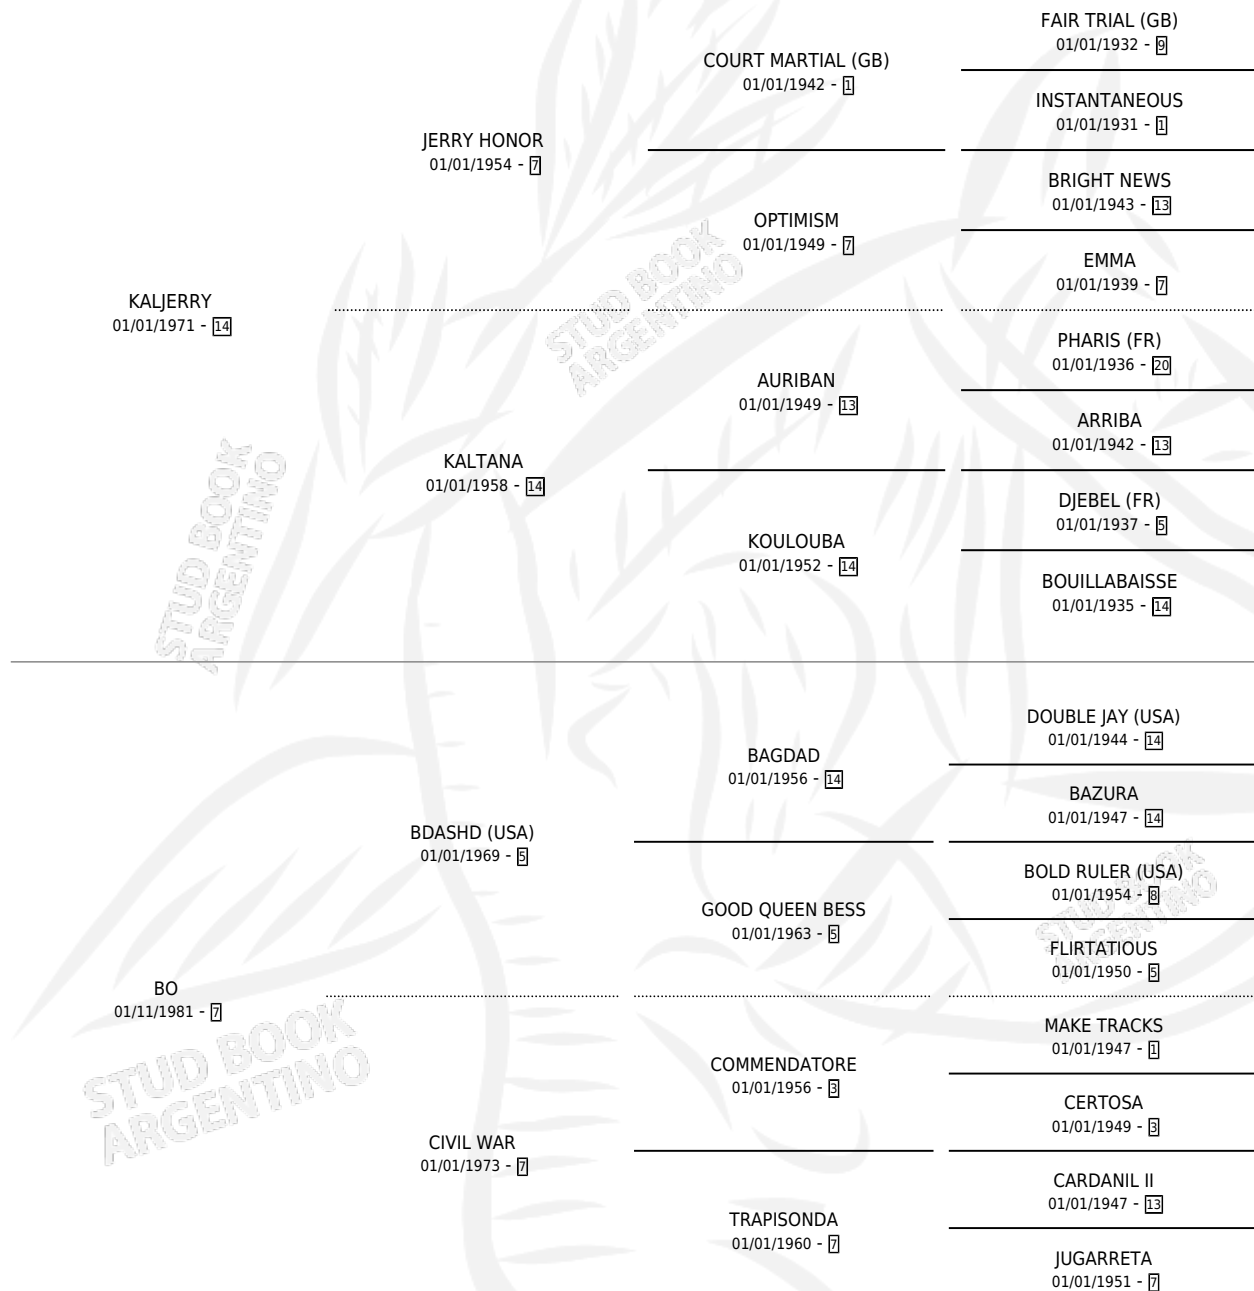 FAIR TRIAL (GB)
01/01/1932 - 9
COURT MARTIAL (GB)
01/01/1942 - 1
INSTANTANEOUS
01/01/1931 - 1
JERRY HONOR
01/01/1954 - 7
BRIGHT NEWS
01/01/1943 - 13
OPTIMISM
01/01/1949 - 7
EMMA
01/01/1939 - 7
KALJERRY
01/01/1971 - 14
PHARIS (FR)
01/01/1936 - 20
AURIBAN
01/01/1949 - 13
ARRIBA
01/01/1942 - 13
KALTANA
01/01/1958 - 14
DJEBEL (FR)
01/01/1937 - 5
KOULOUBA
01/01/1952 - 14
BOUILLABAISSE
01/01/1935 - 14
DOUBLE JAY (USA)
01/01/1944 - 14
BAGDAD
01/01/1956 - 14
BAZURA
01/01/1947 - 14
BDASHD (USA)
01/01/1969 - 5
BOLD RULER (USA)
01/01/1954 - 8
GOOD QUEEN BESS
01/01/1963 - 5
FLIRTATIOUS
01/01/1950 - 5
BO
01/11/1981 - 7
MAKE TRACKS
01/01/1947 - 1
COMMENDATORE
01/01/1956 - 3
CERTOSA
01/01/1949 - 3
CIVIL WAR
01/01/1973 - 7
CARDANIL II
01/01/1947 - 13
TRAPISONDA
01/01/1960 - 7
JUGARRETA
01/01/1951 - 7
STUD BOOK
ARGENTINO
STUD BOOK
ARGENTINO
STUD BOOK
ARGENTINO
STUD BOOK
ARGENTINO